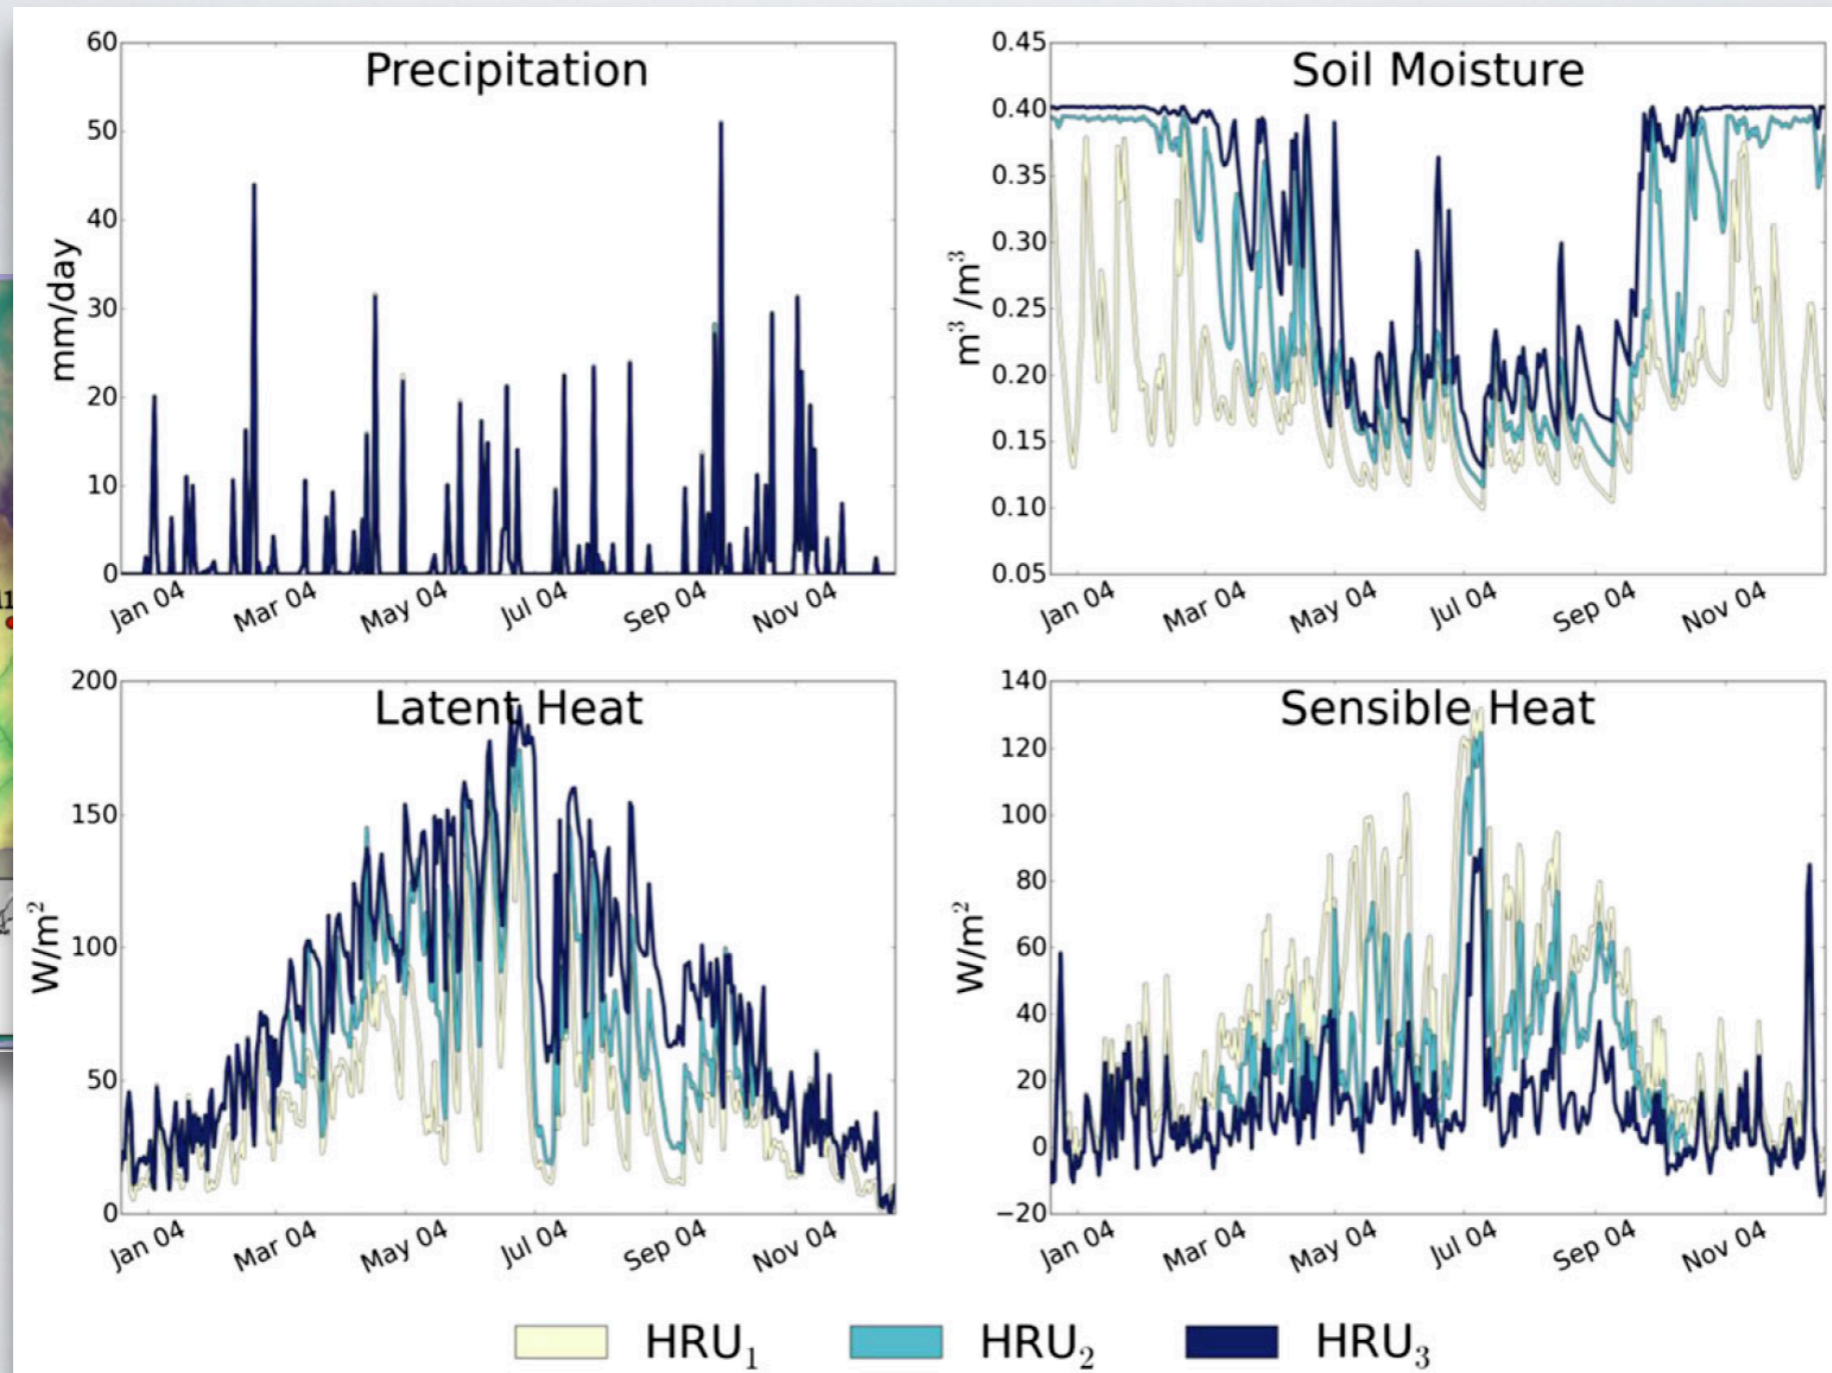 Precipitation
60
50
40
30
20
10
0
mm/day
Jan 04
Mar 04
May 04
Jul 04
Sep 04
Nov 04
Soil Moisture
0.45
0.40
0.35
0.30
0.25
0.20
0.15
0.10
0.05
m³ /m³
Jan 04
Mar 04
May 04
Jul 04
Sep 04
Nov 04
Latent Heat
200
150
100
50
0
W/m²
Jan 04
Mar 04
May 04
Jul 04
Sep 04
Nov 04
Sensible Heat
140
120
100
80
60
40
20
0
−20
W/m²
Jan 04
Mar 04
May 04
Jul 04
Sep 04
Nov 04
HRU₁ HRU₂ HRU₃